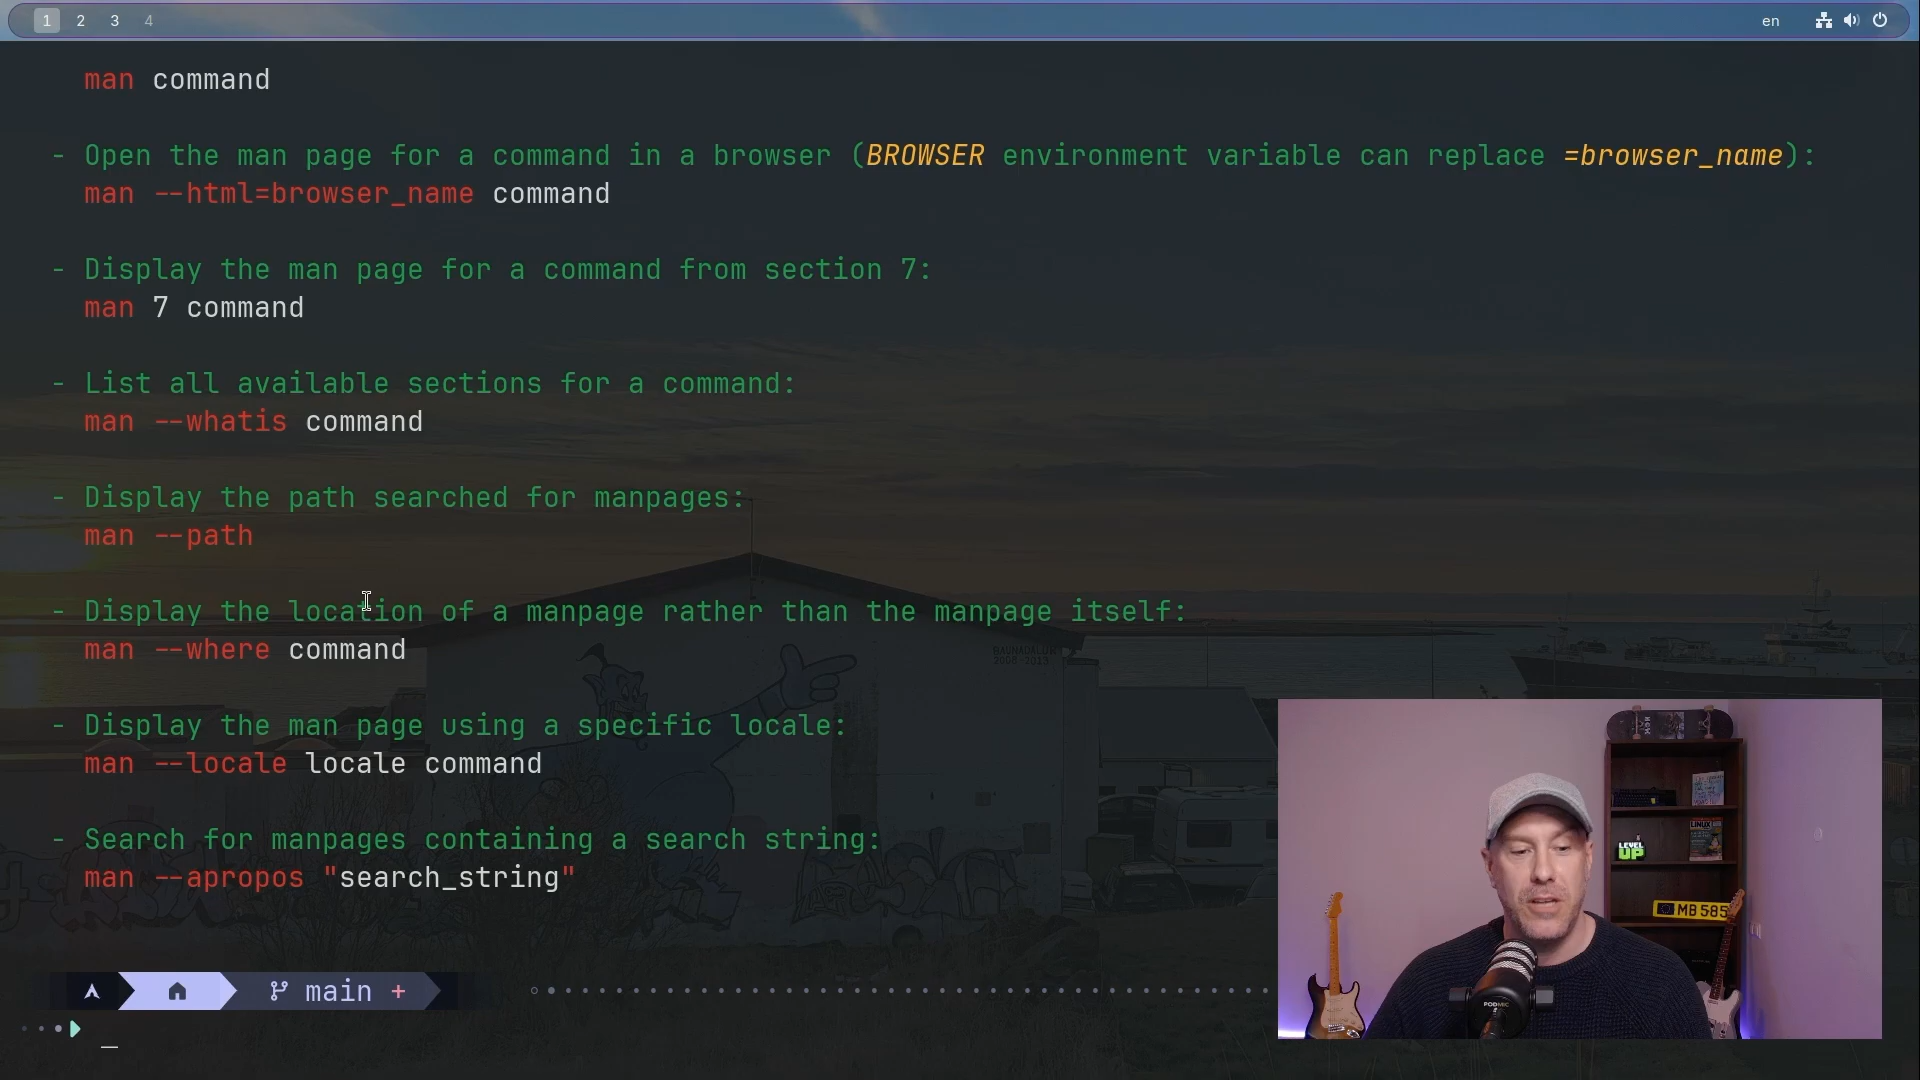 1 2 3 4 en
man command
- Open the man page for a command in a browser (BROWSER environment variable can replace =browser_name):
man --html=browser_name command
- Display the man page for a command from section 7:
man 7 command
- List all available sections for a command:
man --whatis command
- Display the path searched for manpages:
man --path
- Display the location of a manpage rather than the manpage itself:
man --where command
- Display the man page using a specific locale:
man --locale locale command
- Search for manpages containing a search string:
man --apropos "search_string"
main +
LINUX
LEVEL
UP
MB 585
PODMIC